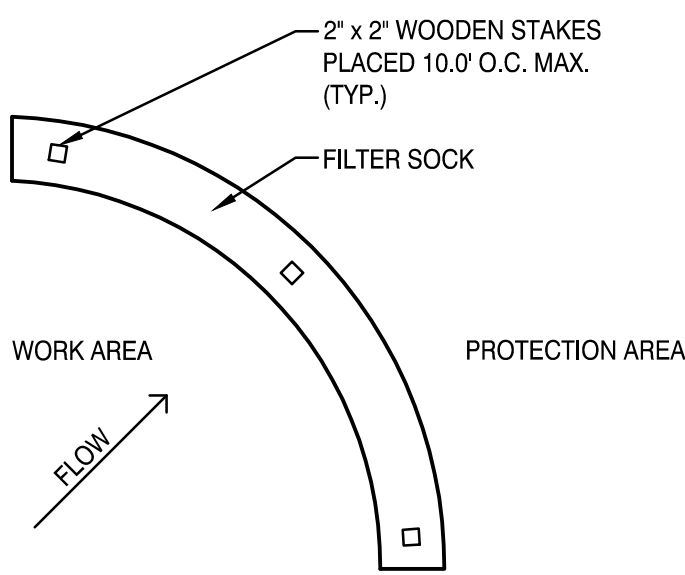 2" x 2" WOODEN STAKES
PLACED 10.0' O.C. MAX.
(TYP.)
FILTER SOCK
WORK AREA
PROTECTION AREA
FLOW